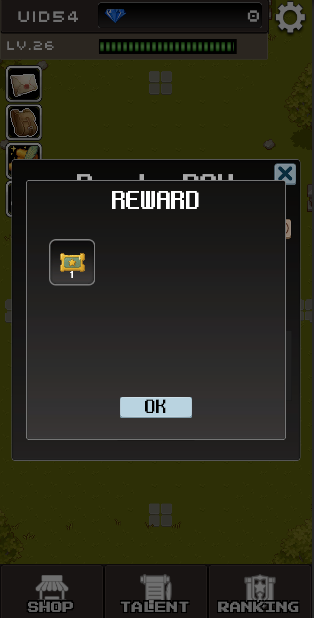 UID54
0
LV.26
REWARD
1
OK
SHOP
TALENT
RANKING